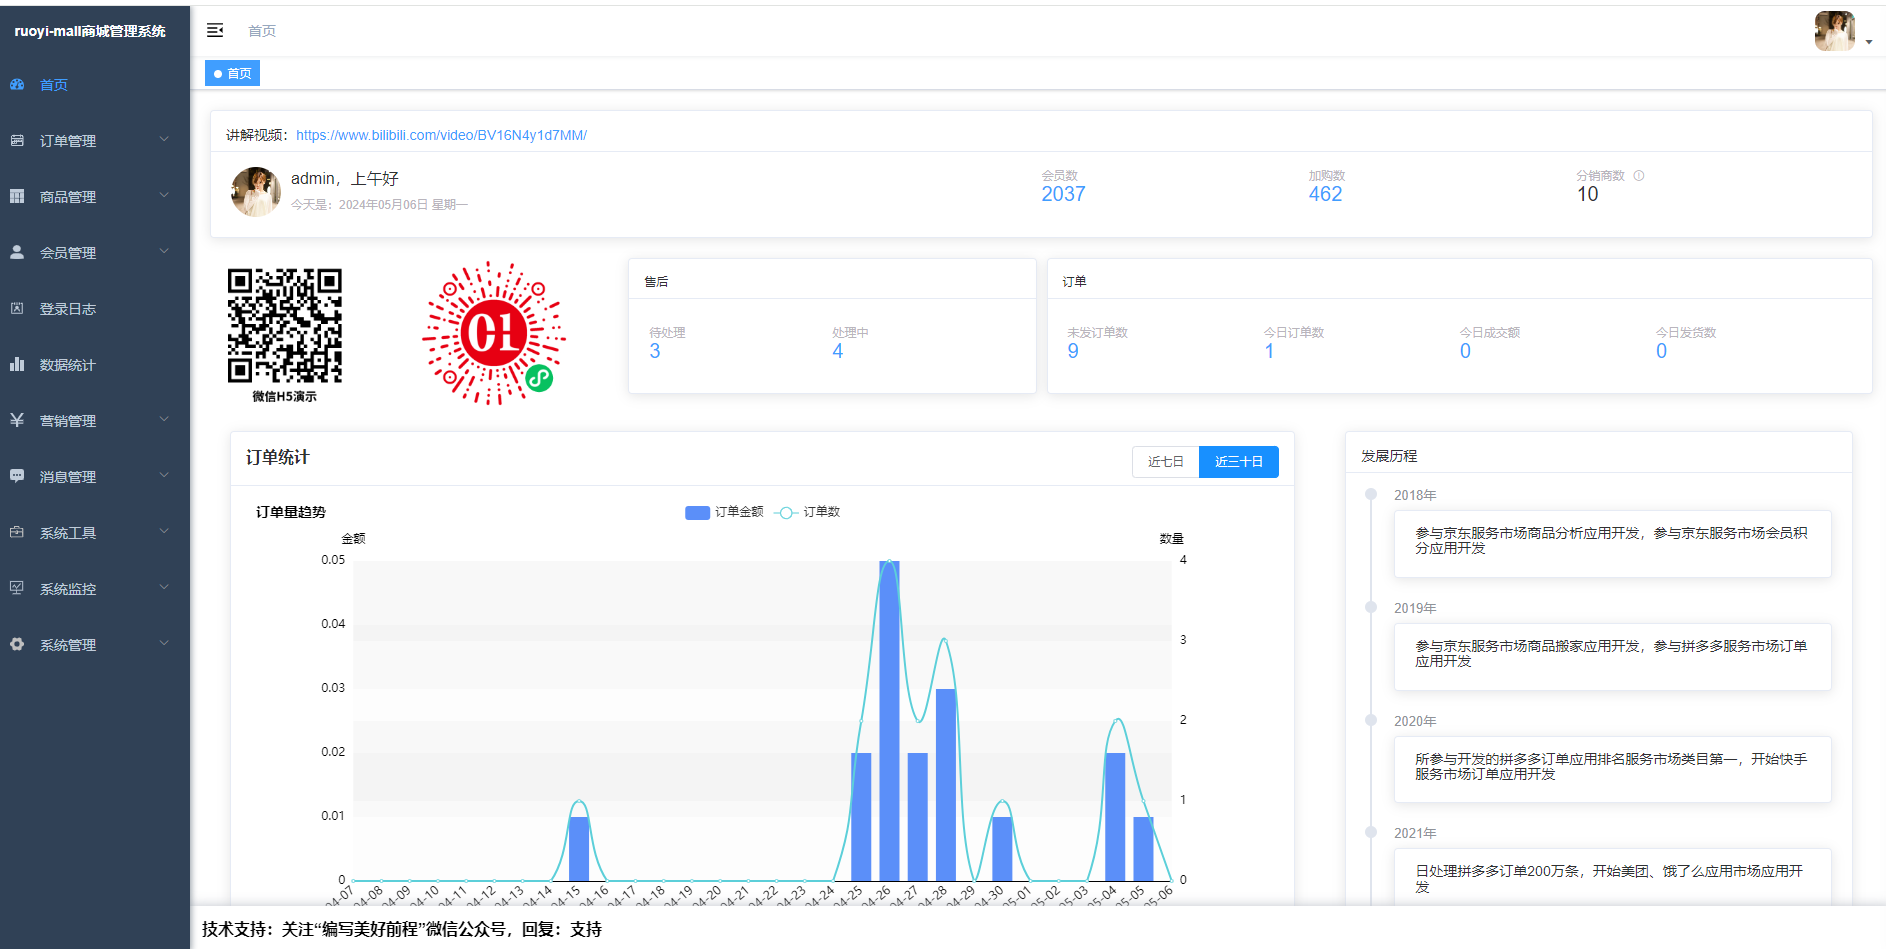 ruoyi-mall商城管理系统
首页
订单管理
商品管理
会员管理
登录日志
数据统计
营销管理
消息管理
系统工具
系统监控
系统管理
首页
首页
讲解视频：https://www.bilibili.com/video/BV16N4y1d7MM/
admin，上午好
今天是：2024年05月06日 星期一
会员数
2037
加购数
462
分销商数
10
微信H5演示
售后
待处理
3
处理中
4
订单
未发订单数
9
今日订单数
1
今日成交额
0
今日发货数
0
订单统计
近七日
近三十日
订单量趋势
订单金额
订单数
金额
数量
0.05
0.04
0.03
0.02
0.01
0
4
3
2
1
0
04-07
04-08
04-09
04-10
04-11
04-12
04-13
04-14
04-15
04-16
04-17
04-18
04-19
04-20
04-21
04-22
04-23
04-24
04-25
04-26
04-27
04-28
04-29
04-30
05-01
05-02
05-03
05-04
05-05
05-06
发展历程
2018年
参与京东服务市场商品分析应用开发，参与京东服务市场会员积
分应用开发
2019年
参与京东服务市场商品搬家应用开发，参与拼多多服务市场订单
应用开发
2020年
所参与开发的拼多多订单应用排名服务市场类目第一，开始快手
服务市场订单应用开发
2021年
日处理拼多多订单200万条，开始美团、饿了么应用市场应用开
发
技术支持：关注“编写美好前程”微信公众号，回复：支持